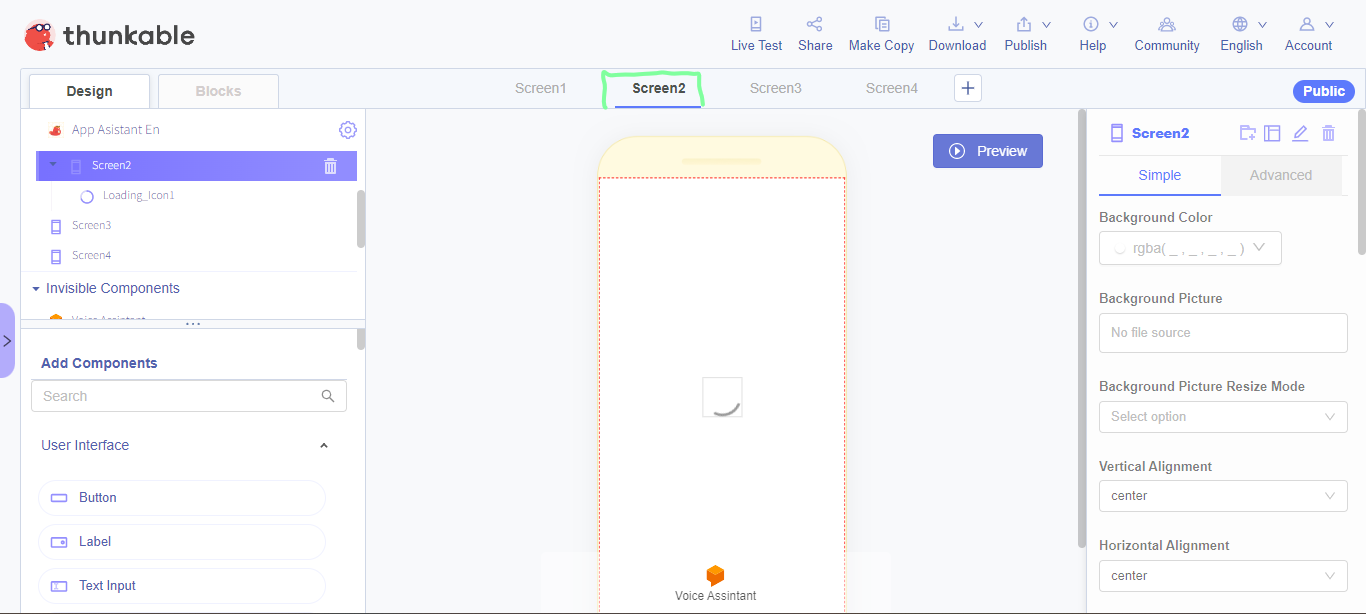 thunkable
Live Test Share Make Copy Download Publish Help Community English Account
Design Blocks Screen1 Screen2 Screen3 Screen4 Public
App Asistant En
Screen2
Loading_Icon1
Screen3
Screen4
Invisible Components
Voice Assintant
Add Components
Search
User Interface
Button
Label
Text Input
Preview
Voice Assintant
Screen2
Simple Advanced
Background Color
rgba( _ , _ , _ , _ )
Background Picture
No file source
Background Picture Resize Mode
Select option
Vertical Alignment
center
Horizontal Alignment
center